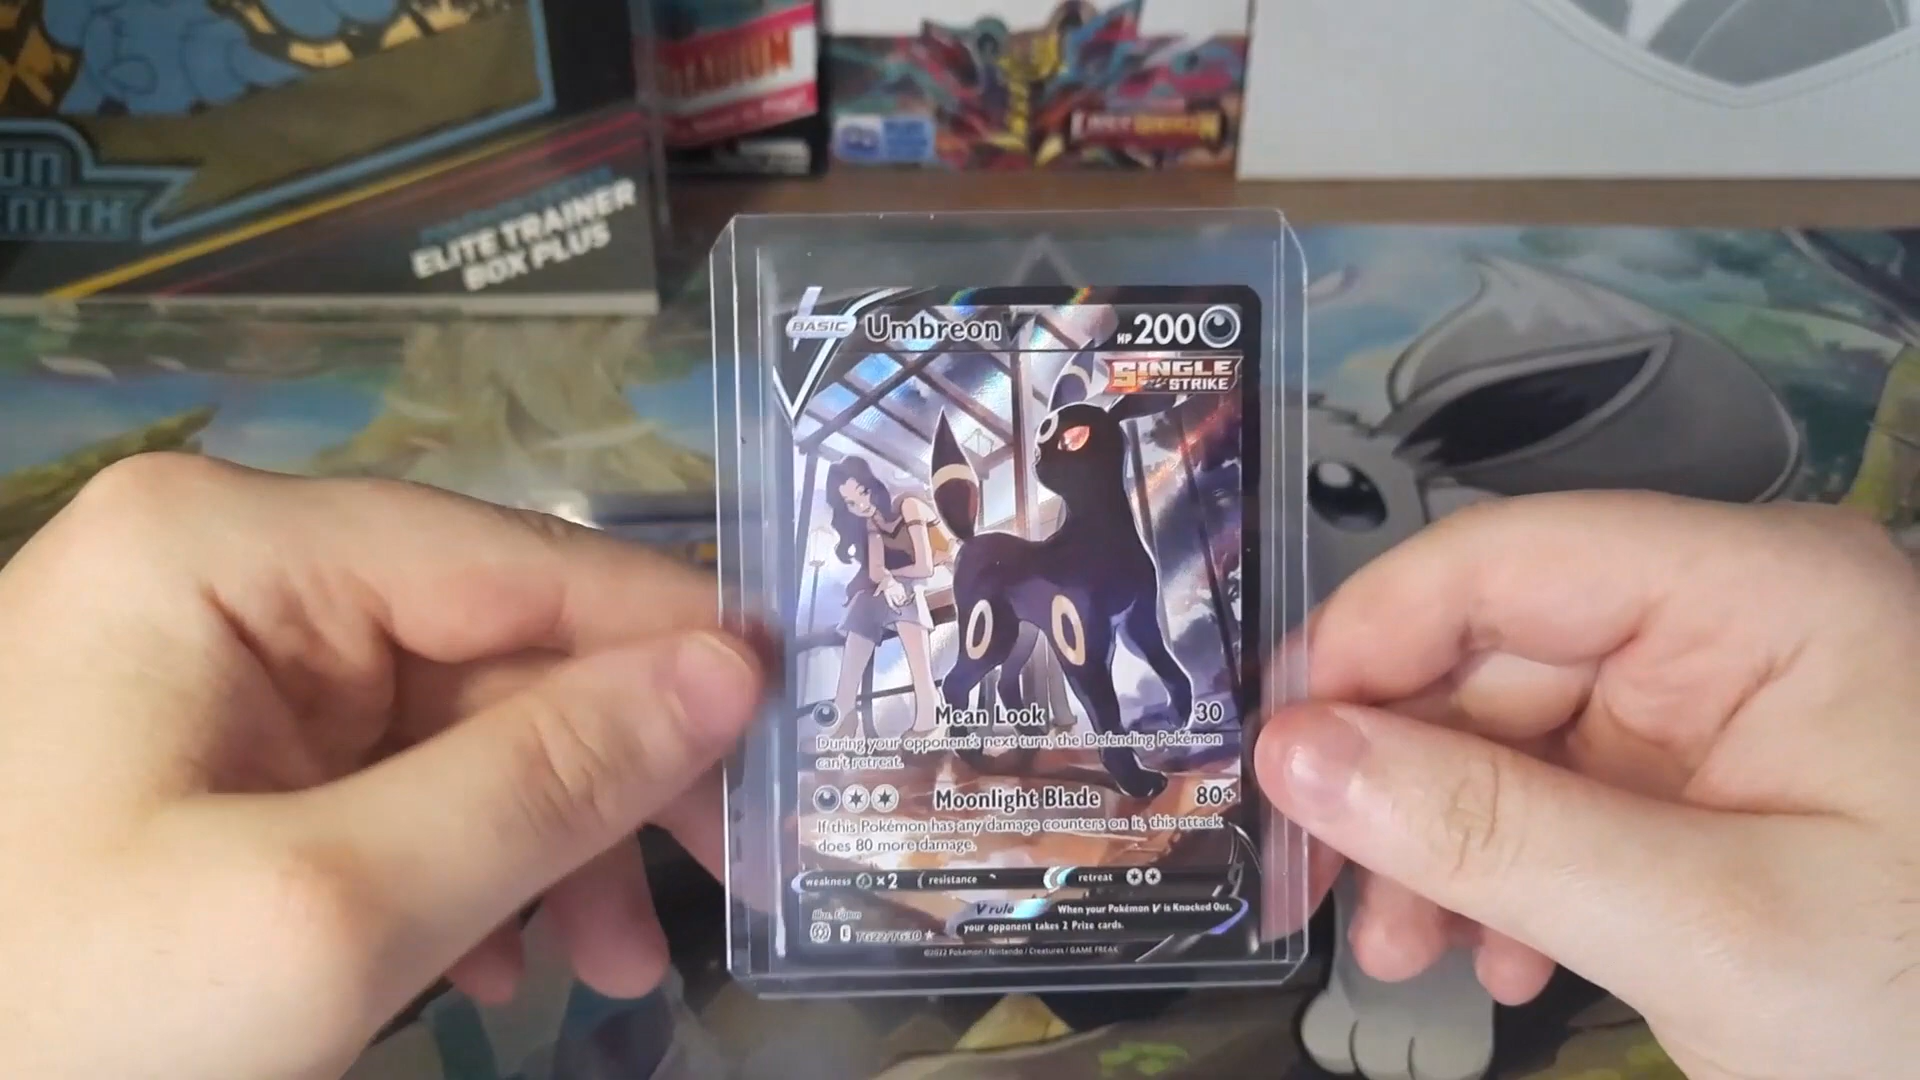 ELITE TRAINER
BOX PLUS
BASIC
Umbreon V
HP 200
SINGLE
STRIKE
Mean Look 30
During your opponent's next turn, the Defending Pokémon
can't retreat.
Moonlight Blade 80+
If this Pokémon has any damage counters on it, this attack
does 80 more damage.
weakness ×2 resistance retreat
V rule When your Pokémon V is Knocked Out,
your opponent takes 2 Prize cards.
E TG22/TG30
©2022 Pokémon / Nintendo / Creatures / GAME FREAK